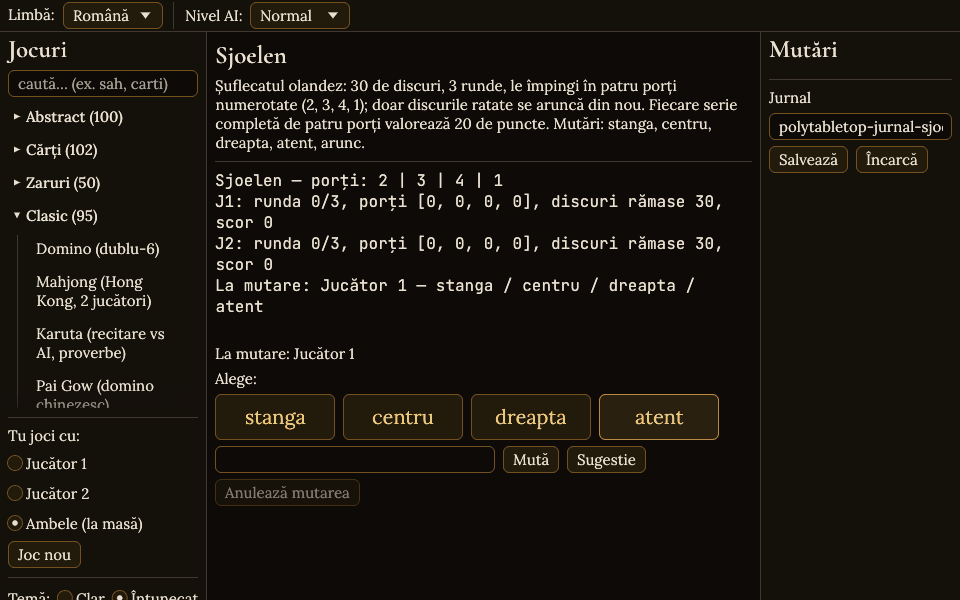 Limbă: Română Nivel AI: Normal
Jocuri
caută... (ex. sah, carti)
Abstract (100)
Cărți (102)
Zaruri (50)
Clasic (95)
Domino (dublu-6)
Mahjong (Hong
Kong, 2 jucători)
Karuta (recitare vs
AI, proverbe)
Pai Gow (domino
chinezesc)
Tu joci cu:
Jucător 1
Jucător 2
Ambele (la masă)
Joc nou
Temă: Clar Întunecat
Sjoelen
Șuflecatul olandez: 30 de discuri, 3 runde, le împingi în patru porți
numerotate (2, 3, 4, 1); doar discurile ratate se aruncă din nou. Fiecare serie
completă de patru porți valorează 20 de puncte. Mutări: stanga, centru,
dreapta, atent, arunc.
Sjoelen — porți: 2 | 3 | 4 | 1
J1: runda 0/3, porți [0, 0, 0, 0], discuri rămase 30,
scor 0
J2: runda 0/3, porți [0, 0, 0, 0], discuri rămase 30,
scor 0
La mutare: Jucător 1 — stanga / centru / dreapta /
atent
La mutare: Jucător 1
Alege:
stanga centru dreapta atent
Mută Sugestie
Anulează mutarea
Mutări
Jurnal
polytabletop-jurnal-sjo
Salvează Încarcă